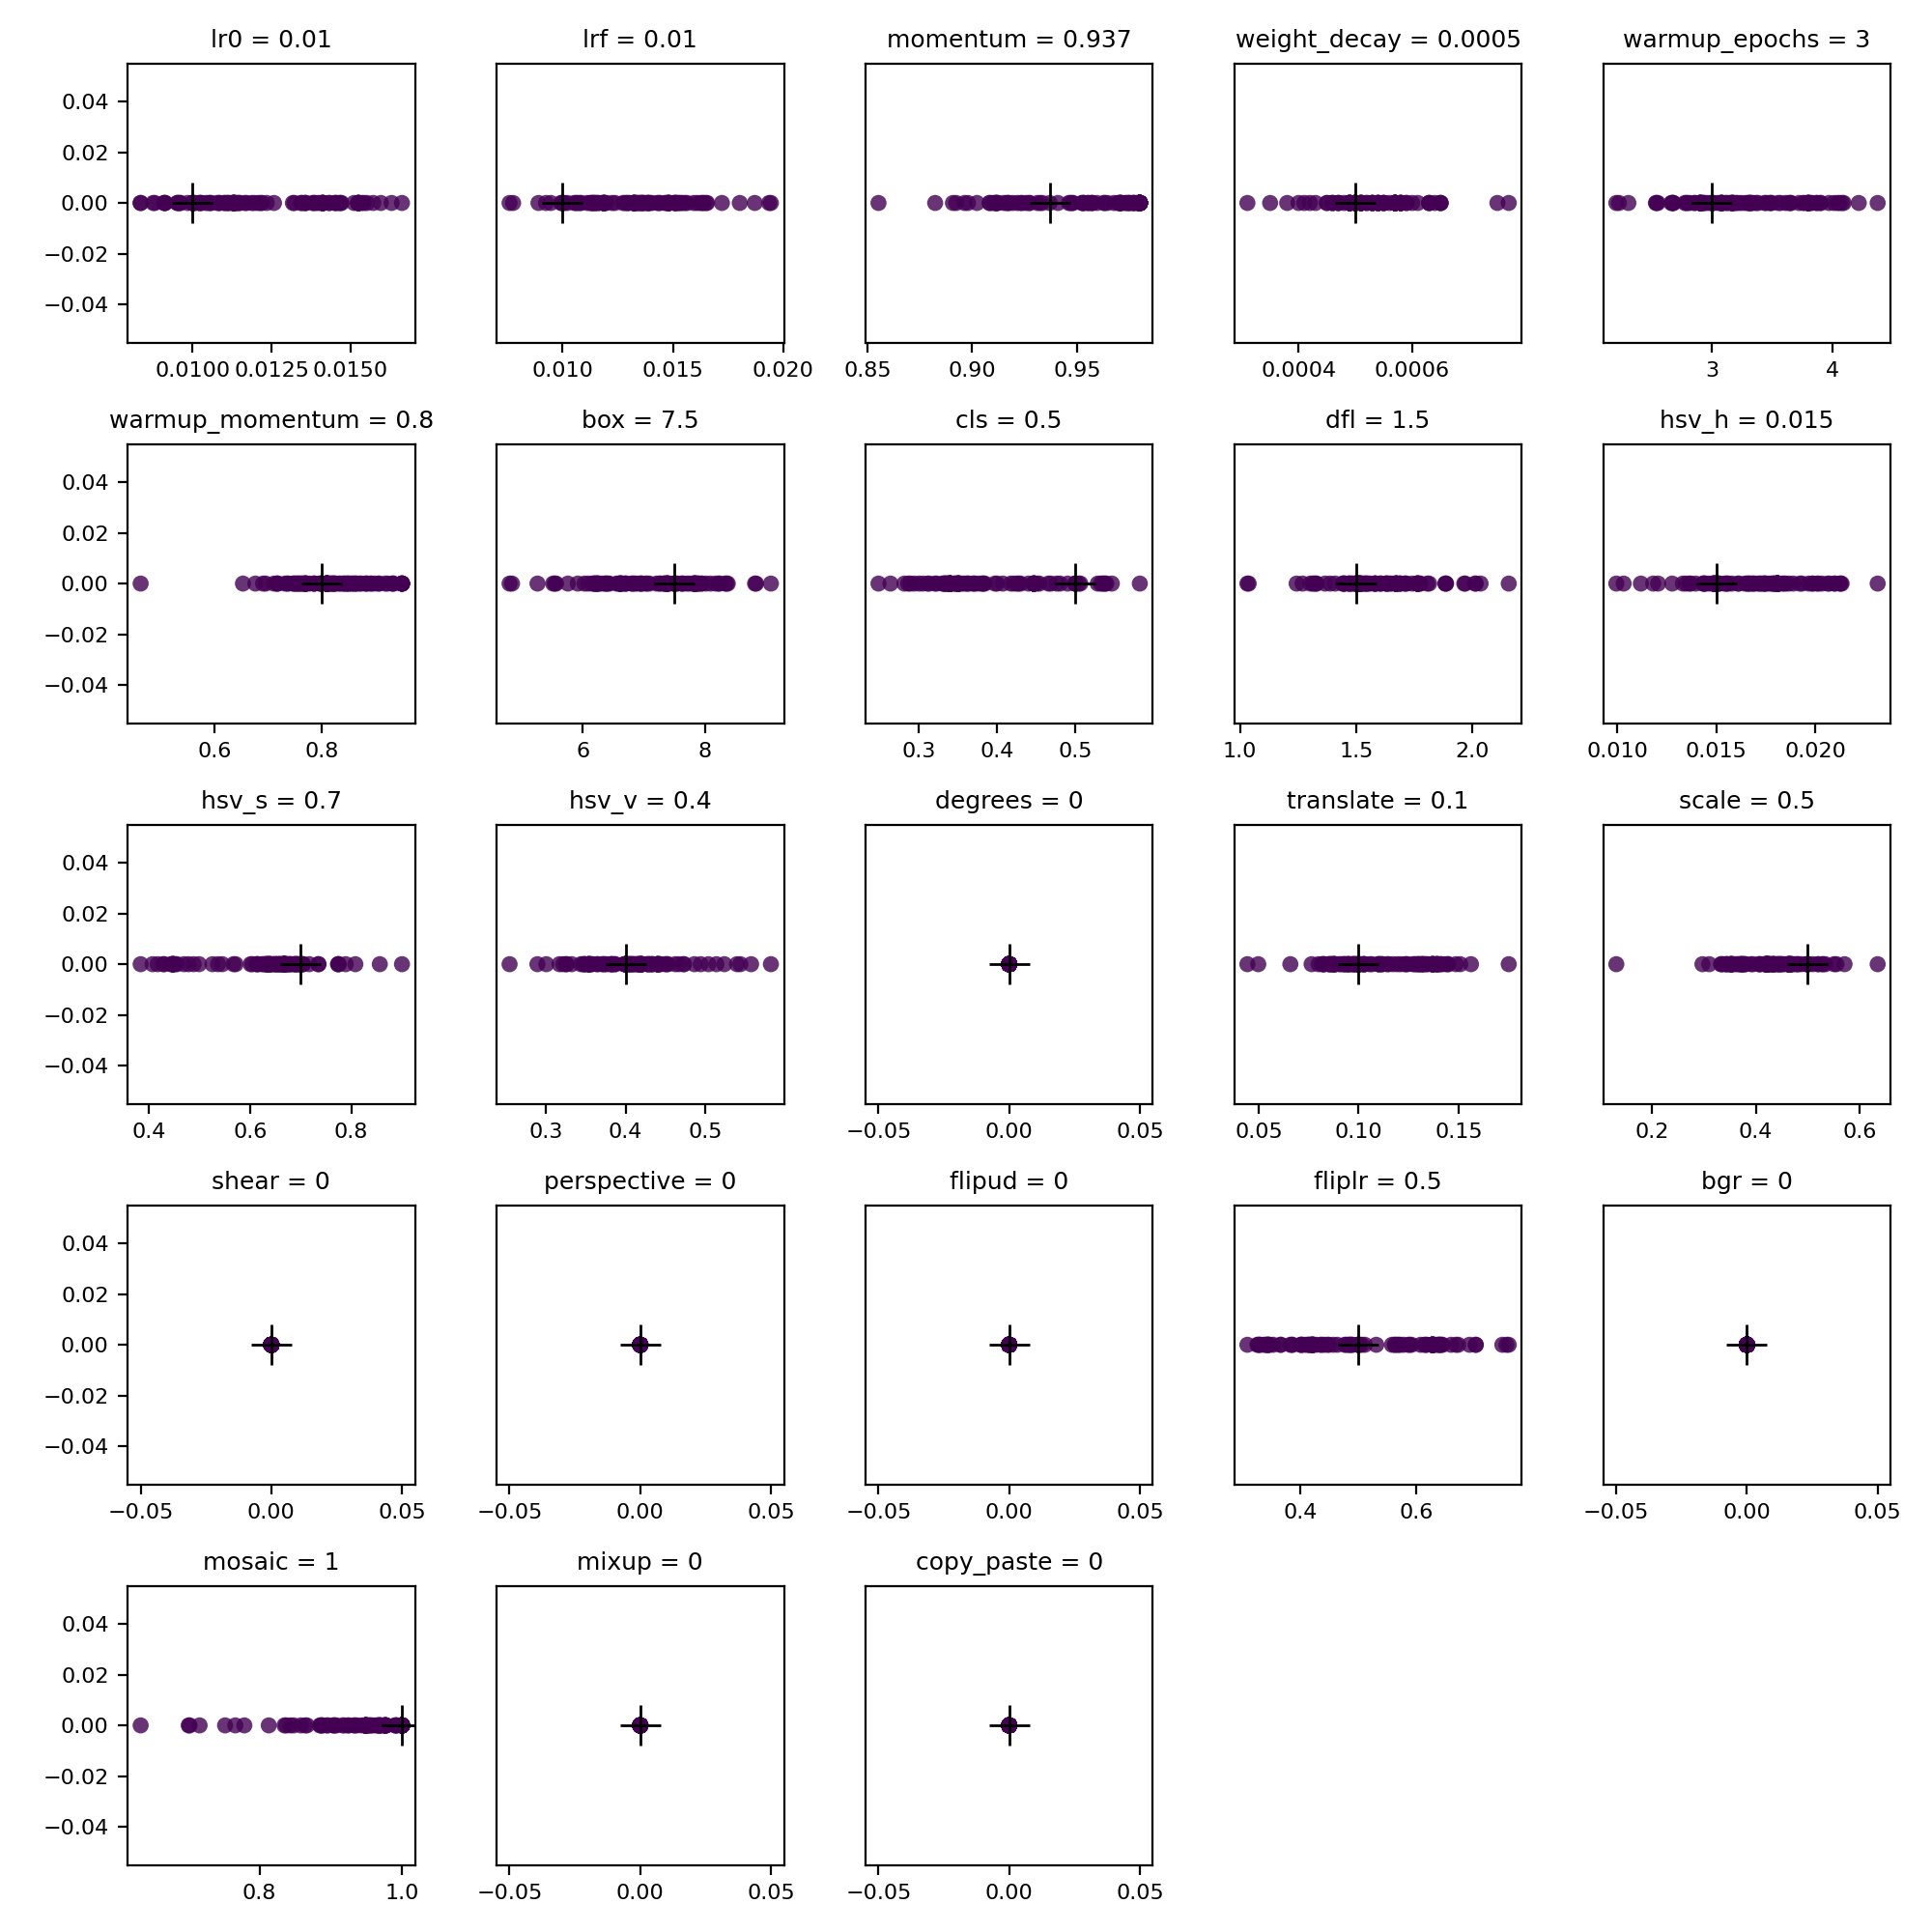 lr0 = 0.01 lrf = 0.01 momentum = 0.937 weight_decay = 0.0005 warmup_epochs = 3
0.04
0.02
0.00
−0.02
−0.04
0.0100 0.0125 0.0150 0.010 0.015 0.020 0.85 0.90 0.95 0.0004 0.0006 3 4
warmup_momentum = 0.8 box = 7.5 cls = 0.5 dfl = 1.5 hsv_h = 0.015
0.04
0.02
0.00
−0.02
−0.04
0.6 0.8 6 8 0.3 0.4 0.5 1.0 1.5 2.0 0.010 0.015 0.020
hsv_s = 0.7 hsv_v = 0.4 degrees = 0 translate = 0.1 scale = 0.5
0.04
0.02
0.00
−0.02
−0.04
0.4 0.6 0.8 0.3 0.4 0.5 −0.05 0.00 0.05 0.05 0.10 0.15 0.2 0.4 0.6
shear = 0 perspective = 0 flipud = 0 fliplr = 0.5 bgr = 0
0.04
0.02
0.00
−0.02
−0.04
−0.05 0.00 0.05 −0.05 0.00 0.05 −0.05 0.00 0.05 0.4 0.6 −0.05 0.00 0.05
mosaic = 1 mixup = 0 copy_paste = 0
0.04
0.02
0.00
−0.02
−0.04
0.8 1.0 −0.05 0.00 0.05 −0.05 0.00 0.05